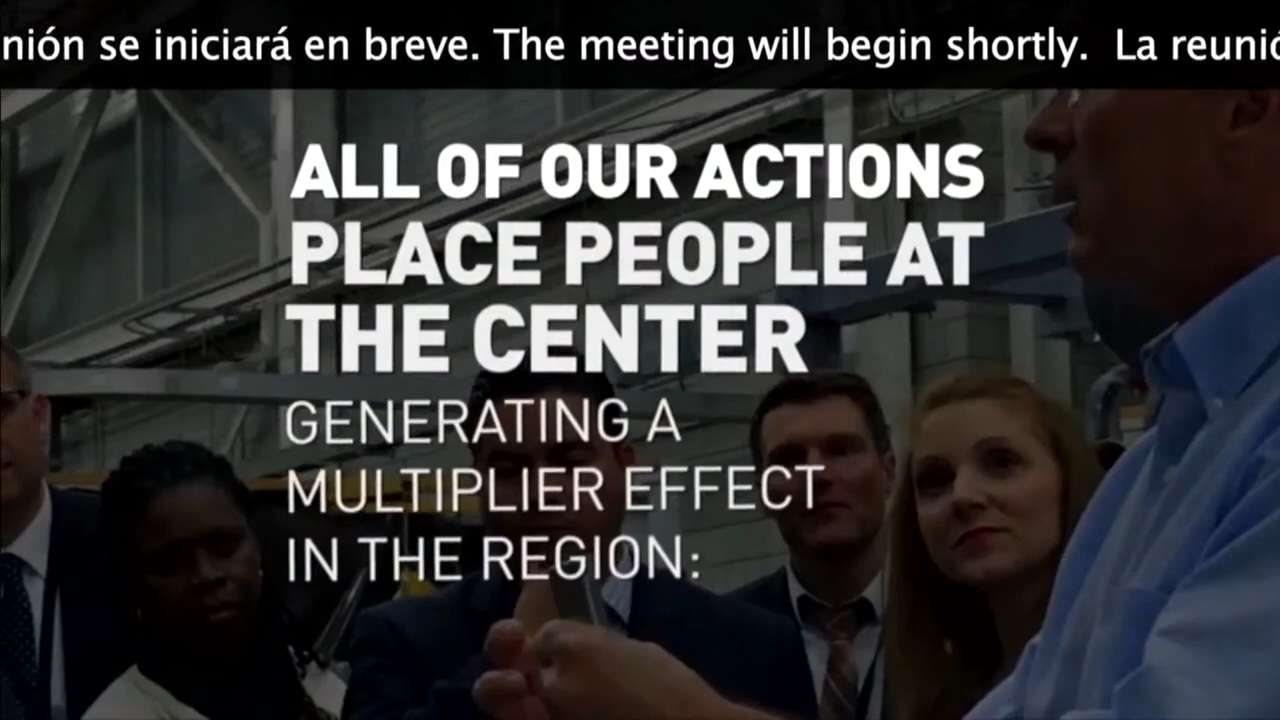 nión se iniciará en breve. The meeting will begin shortly. La reunió
ALL OF OUR ACTIONS
PLACE PEOPLE AT
THE CENTER
GENERATING A
MULTIPLIER EFFECT
IN THE REGION: